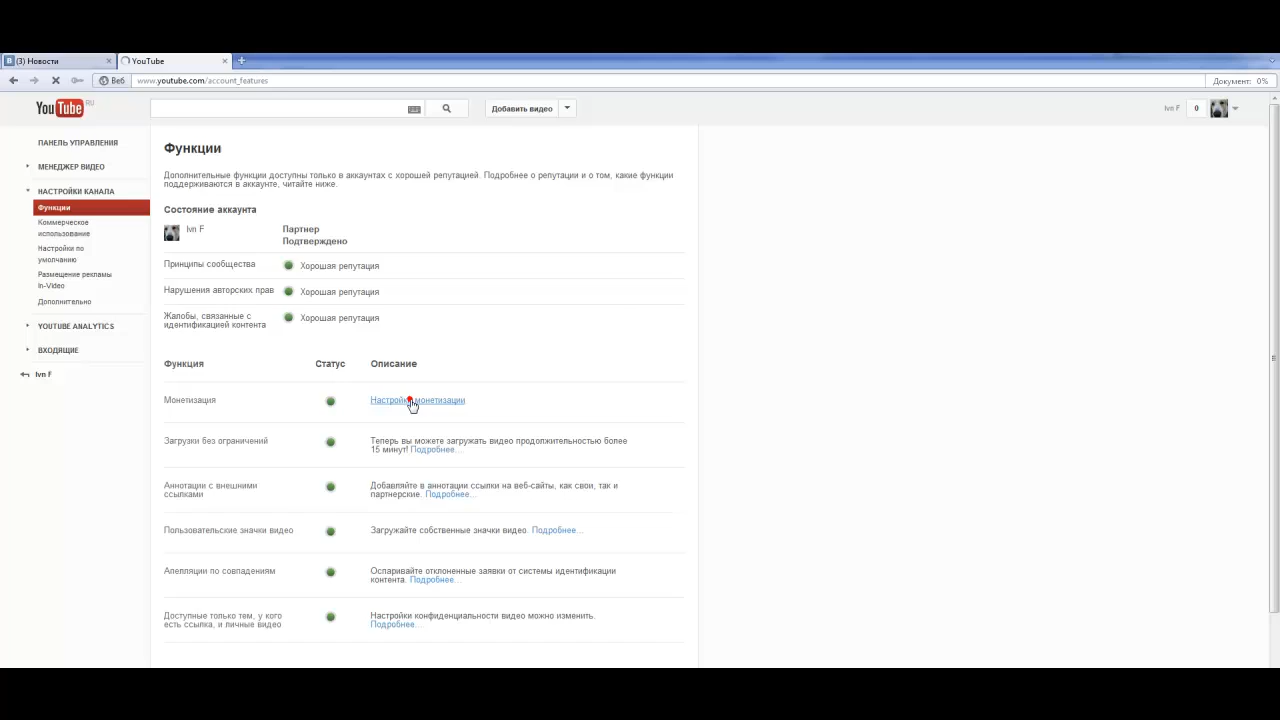 (3) Новости
YouTube
Веб
www.youtube.com/account_features
Документ: 0%
YouTube RU
Добавить видео
Ivn F
0
ПАНЕЛЬ УПРАВЛЕНИЯ
МЕНЕДЖЕР ВИДЕО
НАСТРОЙКИ КАНАЛА
Функции
Коммерческое
использование
Настройки по
умолчанию
Размещение рекламы
In-Video
Дополнительно
YOUTUBE ANALYTICS
ВХОДЯЩИЕ
Ivn F
Функции
Дополнительные функции доступны только в аккаунтах с хорошей репутацией. Подробнее о репутации и о том, какие функции
поддерживаются в аккаунте, читайте ниже.
Состояние аккаунта
Ivn F
Партнер
Подтверждено
Принципы сообщества
Хорошая репутация
Нарушения авторских прав
Хорошая репутация
Жалобы, связанные с
идентификацией контента
Хорошая репутация
Функция Статус Описание
Монетизация
Настройки монетизации
Загрузки без ограничений
Теперь вы можете загружать видео продолжительностью более
15 минут! Подробнее...
Аннотации с внешними
ссылками
Добавляйте в аннотации ссылки на веб-сайты, как свои, так и
партнерские. Подробнее...
Пользовательские значки видео
Загружайте собственные значки видео. Подробнее...
Апелляции по совпадениям
Оспаривайте отклоненные заявки от системы идентификации
контента. Подробнее...
Доступные только тем, у кого
есть ссылка, и личные видео
Настройки конфиденциальности видео можно изменить.
Подробнее...